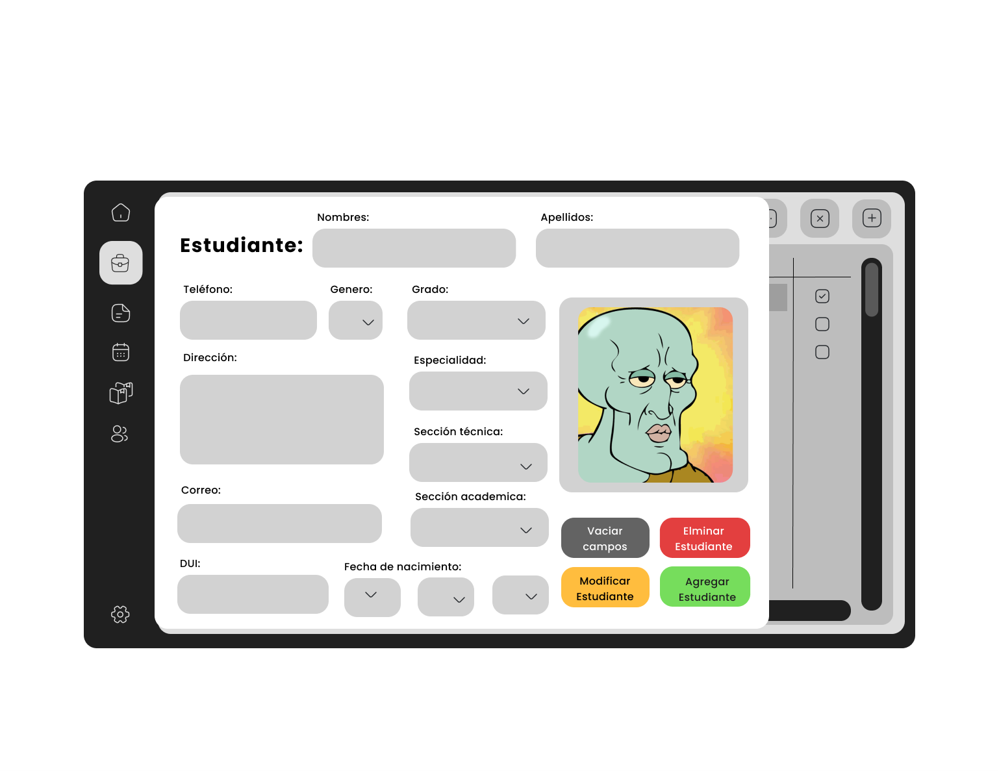 Nombres:
Apellidos:
Estudiante:
Teléfono:
Genero:
Grado:
Dirección:
Especialidad:
Sección técnica:
Correo:
Sección academica:
DUI:
Fecha de nacimiento:
Vaciar
campos
Elminar
Estudiante
Modificar
Estudiante
Agregar
Estudiante